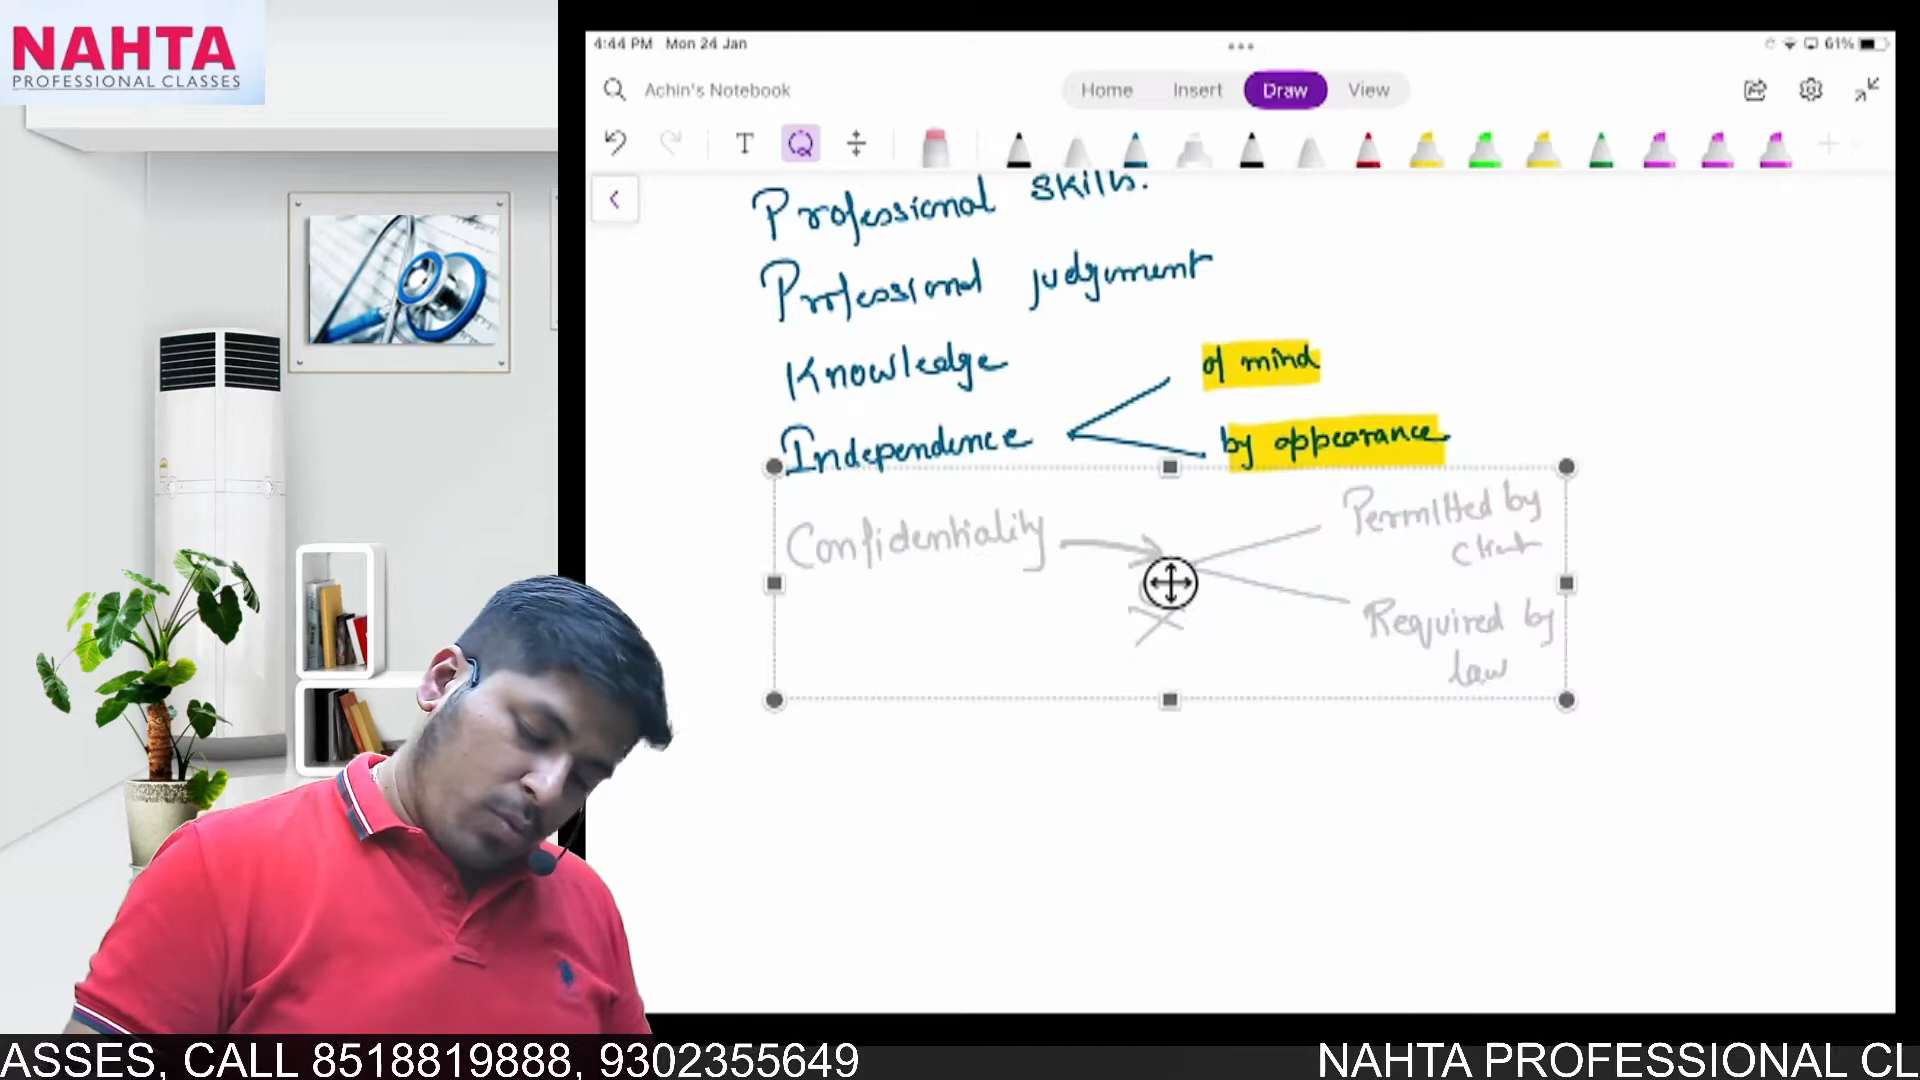 NAHTA
PROFESSIONAL CLASSES
4:44 PM Mon 24 Jan
61%
Achin's Notebook
Home Insert Draw View
T
Professional skills.
Professional judgement
Knowledge
of mind
Independence
by appearance
Confidentiality
Permitted by
client
Required by
law
ASSES, CALL 8518819888, 9302355649
NAHTA PROFESSIONAL CL